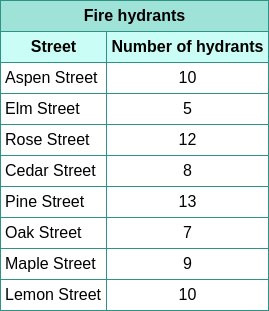 Fire hydrants
Street Number of hydrants
Aspen Street 10
Elm Street 5
Rose Street 12
Cedar Street 8
Pine Street 13
Oak Street 7
Maple Street 9
Lemon Street 10